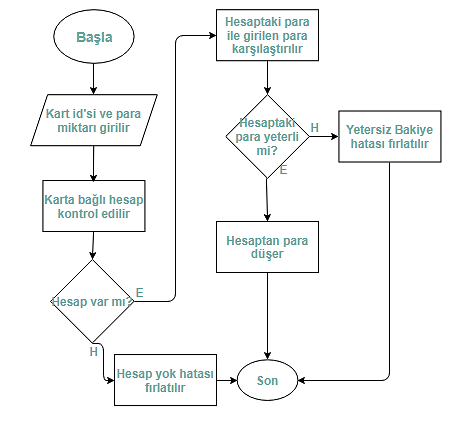 Başla
Kart id'si ve para
miktarı girilir
Karta bağlı hesap
kontrol edilir
Hesap var mı?
E
H
Hesap yok hatası
fırlatılır
Hesaptaki para
ile girilen para
karşılaştırılır
Hesaptaki
para yeterli
mi?
H
E
Yetersiz Bakiye
hatası fırlatılır
Hesaptan para
düşer
Son